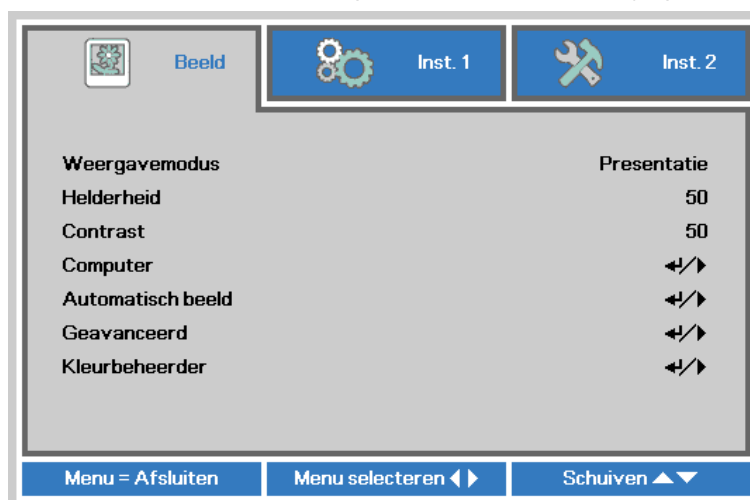 Beeld Inst. 1 Inst. 2
Weergavemodus Presentatie
Helderheid 50
Contrast 50
Computer ↵/▶
Automatisch beeld ↵/▶
Geavanceerd ↵/▶
Kleurbeheerder ↵/▶
Menu = Afsluiten Menu selecteren ◀▶ Schuiven ▲▼